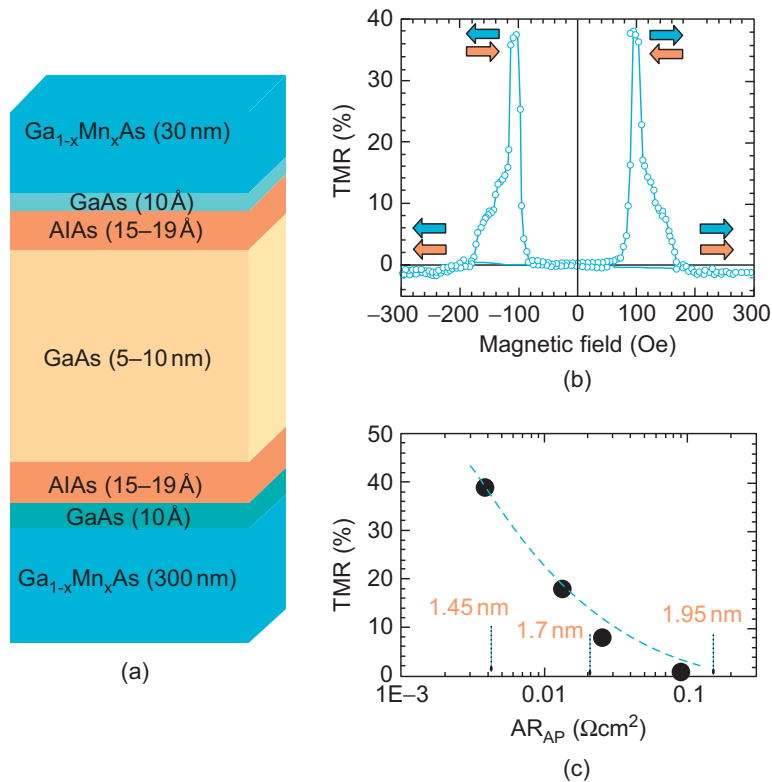 Ga1-xMnxAs (30 nm)
GaAs (10 Å)
AlAs (15–19 Å)
GaAs (5–10 nm)
AlAs (15–19 Å)
GaAs (10 Å)
Ga1-xMnxAs (300 nm)
(a)
40
30
20
10
0
TMR (%)
−300 −200 −100 0 100 200 300
Magnetic field (Oe)
(b)
50
40
30
20
10
0
TMR (%)
1.45 nm
1.7 nm
1.95 nm
1E−3 0.01 0.1
ARAP (Ωcm2)
(c)